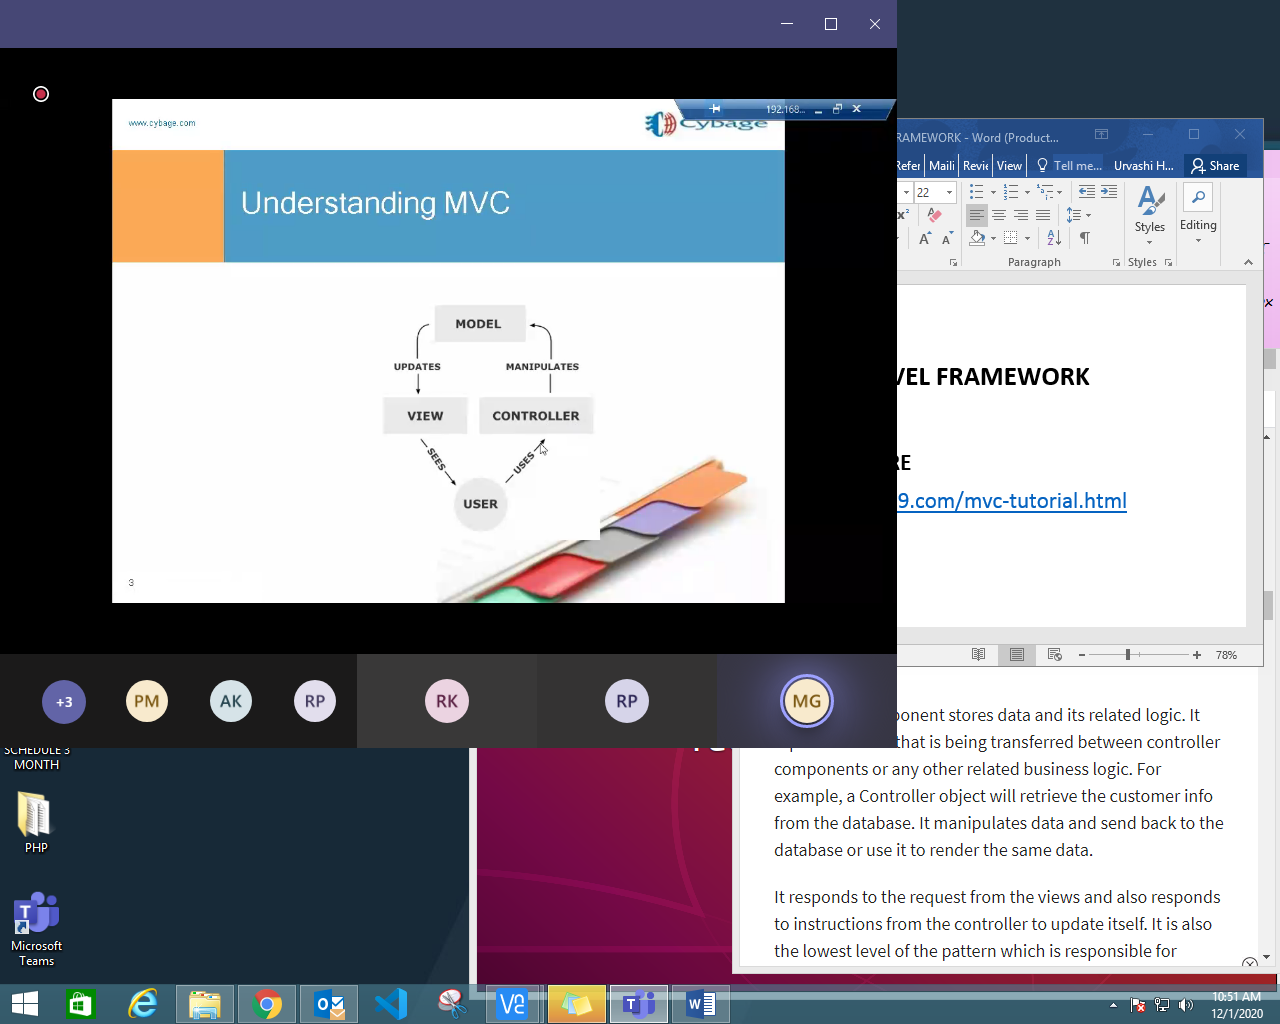 192.168...
www.cybage.com
Cybage
Understanding MVC
MODEL
UPDATES
MANIPULATES
VIEW
CONTROLLER
SEES
USES
USER
3
+3
PM
AK
RP
RK
RP
MG
RAMEWORK - Word (Product...
Refer
Maili
View
Tell me...
Urvashi H...
Share
22
Styles
Editing
Paragraph
Styles
VEL FRAMEWORK
RE
9.com/mvc-tutorial.html
78%
ponent stores data and its related logic. It
that is being transferred between controller
components or any other related business logic. For
example, a Controller object will retrieve the customer info
from the database. It manipulates data and send back to the
database or use it to render the same data.
It responds to the request from the views and also responds
to instructions from the controller to update itself. It is also
the lowest level of the pattern which is responsible for
SCHEDULE 3
MONTH
PHP
Microsoft
Teams
10:51 AM
12/1/2020